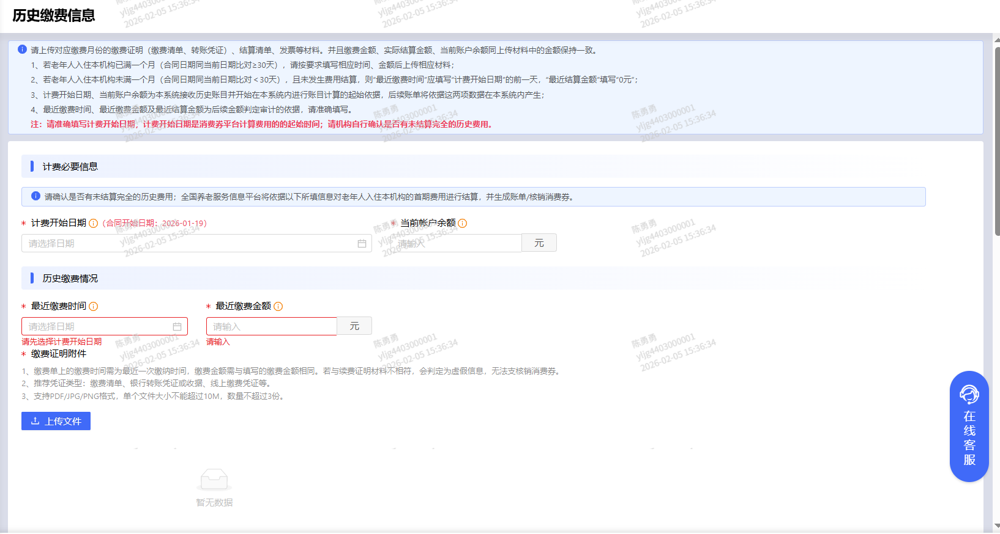 历史缴费信息
请上传对应缴费月份的缴费证明（缴费清单、转账凭证）、结算清单、发票等材料。并且缴费金额、实际结算金额、当前账户余额同上传材料中的金额保持一致。
1、若老年人入住本机构已满一个月（合同日期同当前日期比对≥30天），请按要求填写相应时间、金额后上传相应材料；
2、若老年人入住本机构未满一个月（合同日期同当前日期比对＜30天），且未发生费用结算，则“最近缴费时间”应填写“计费开始日期”的前一天，“最近结算金额”填写“0元”；
3、计费开始日期、当前账户余额为本系统接收历史账目并开始在本系统内进行账目计算的起始依据，后续账单将依据这两项数据在本系统内产生；
4、最近缴费时间、最近缴费金额及最近结算金额为后续金额判定审计的依据，请准确填写。
注：请准确填写计费开始日期，计费开始日期是消费券平台计算费用的的起始时间；请机构自行确认是否有未结算完全的历史费用。
计费必要信息
请确认是否有未结算完全的历史费用；全国养老服务信息平台将依据以下所填信息对老年人入住本机构的首期费用进行结算，并生成账单/核销消费券。
* 计费开始日期 （合同开始日期：2026-01-19） * 当前帐户余额
请选择日期 请输入 元
历史缴费情况
* 最近缴费时间 * 最近缴费金额
请选择日期 请输入 元
请先选择计费开始日期 请输入
* 缴费证明附件
1、缴费单上的缴费时间需为最近一次缴纳时间，缴费金额需与填写的缴费金额相同。若与续费证明材料不相符，会判定为虚假信息，无法支核销消费券。
2、推荐凭证类型：缴费清单、银行转账凭证或收据、线上缴费凭证等。
3、支持PDF/JPG/PNG格式，单个文件大小不能超过10M，数量不超过3份。
上传文件
暂无数据
在线客服
陈勇勇
yljg4403000001
2026-02-05 15:36:34